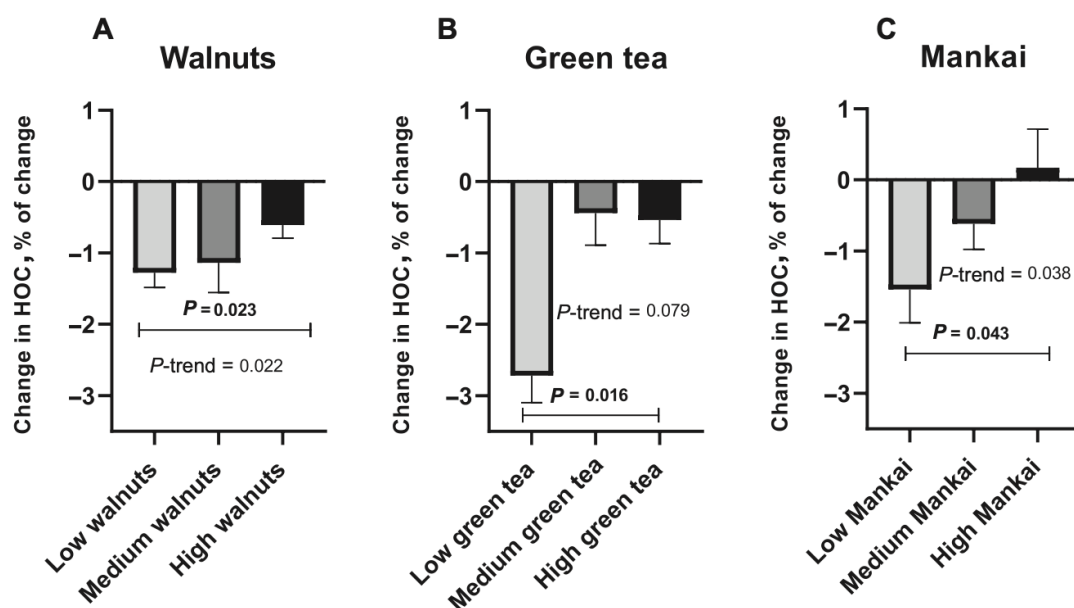 A
Walnuts
Change in HOC, % of change
1
0
−1
−2
−3
P = 0.023
P-trend = 0.022
Low walnuts
Medium walnuts
High walnuts
B
Green tea
Change in HOC, % of change
1
0
−1
−2
−3
P-trend = 0.079
P = 0.016
Low green tea
Medium green tea
High green tea
C
Mankai
Change in HOC, % of change
1
0
−1
−2
−3
P-trend = 0.038
P = 0.043
Low Mankai
Medium Mankai
High Mankai